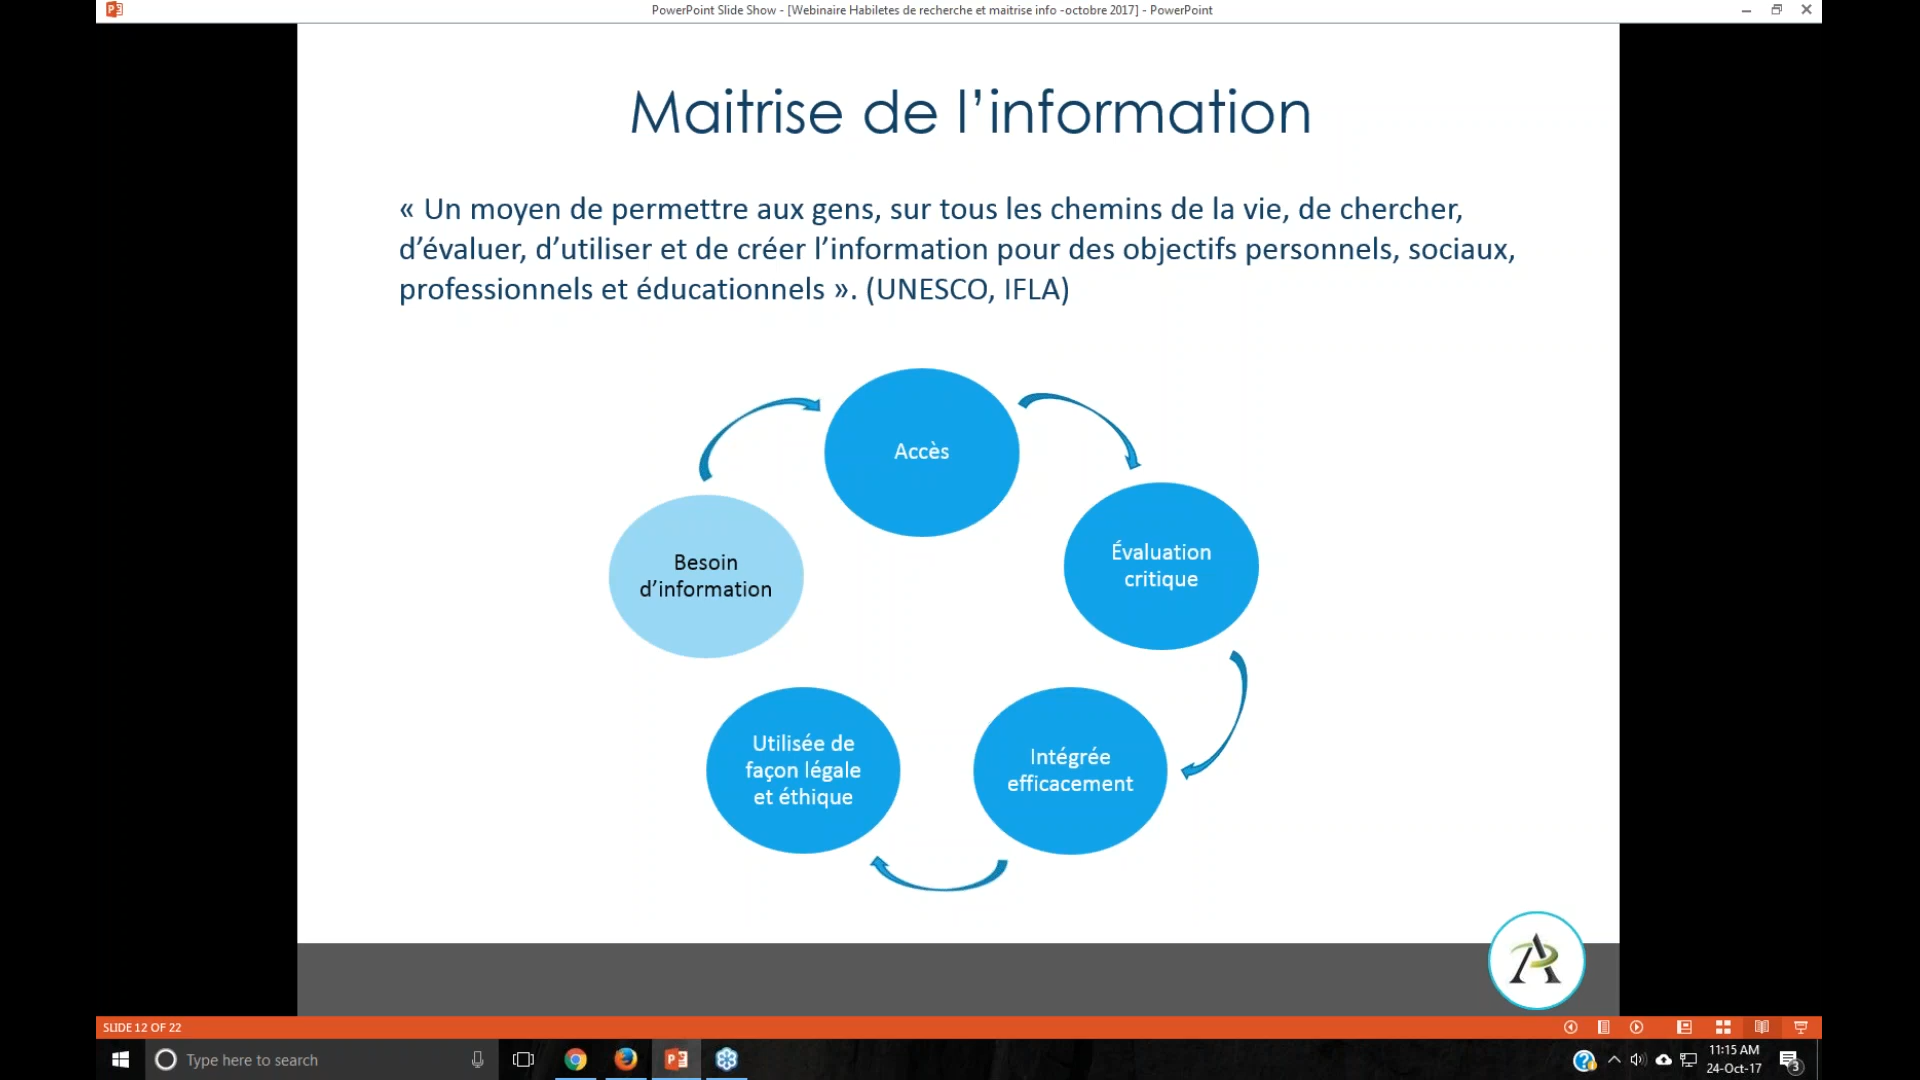 PowerPoint Slide Show - [Webinaire Habiletes de recherche et maitrise info -octobre 2017] - PowerPoint
Maitrise de l’information
« Un moyen de permettre aux gens, sur tous les chemins de la vie, de chercher,
d’évaluer, d’utiliser et de créer l’information pour des objectifs personnels, sociaux,
professionnels et éducationnels ». (UNESCO, IFLA)
Accès
Besoin
d’information
Évaluation
critique
Utilisée de
façon légale
et éthique
Intégrée
efficacement
SLIDE 12 OF 22
Type here to search
11:15 AM
24-Oct-17
3